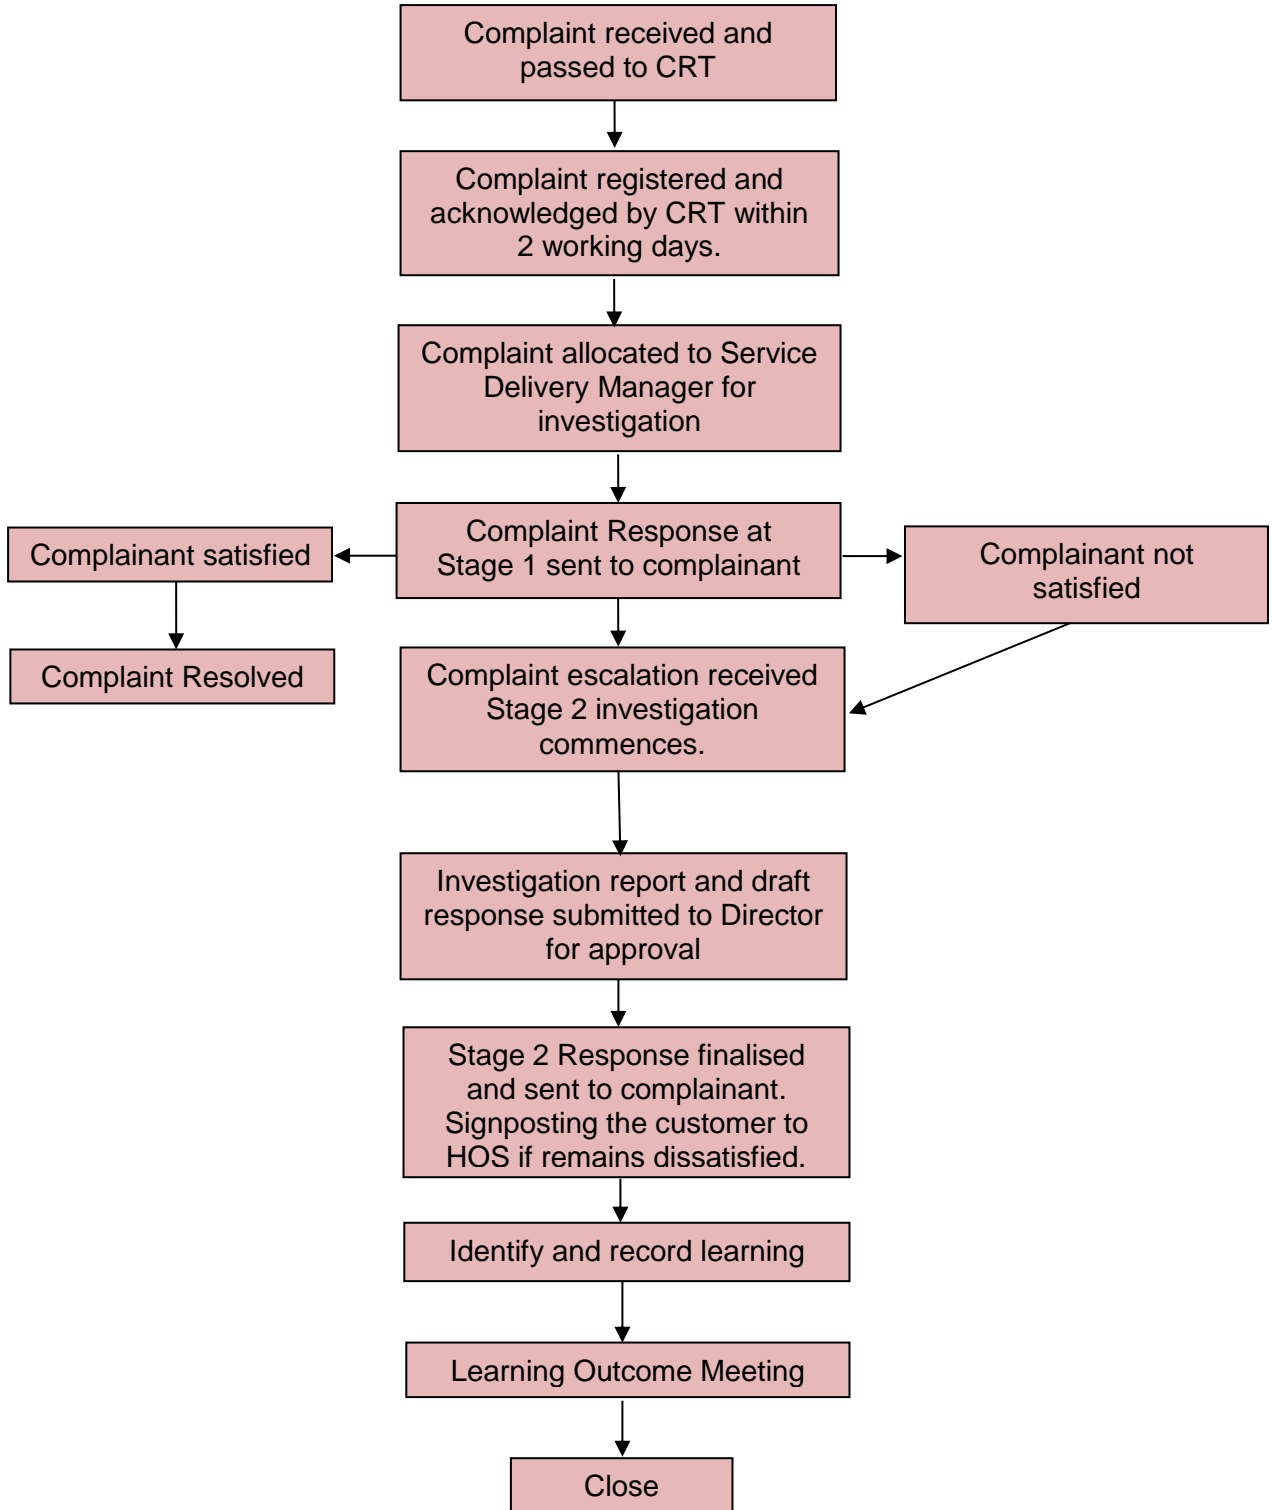 Complaint received and
passed to CRT
Complaint registered and
acknowledged by CRT within
2 working days.
Complaint allocated to Service
Delivery Manager for
investigation
Complaint Response at
Stage 1 sent to complainant
Complainant satisfied
Complainant not
satisfied
Complaint Resolved
Complaint escalation received
Stage 2 investigation
commences.
Investigation report and draft
response submitted to Director
for approval
Stage 2 Response finalised
and sent to complainant.
Signposting the customer to
HOS if remains dissatisfied.
Identify and record learning
Learning Outcome Meeting
Close